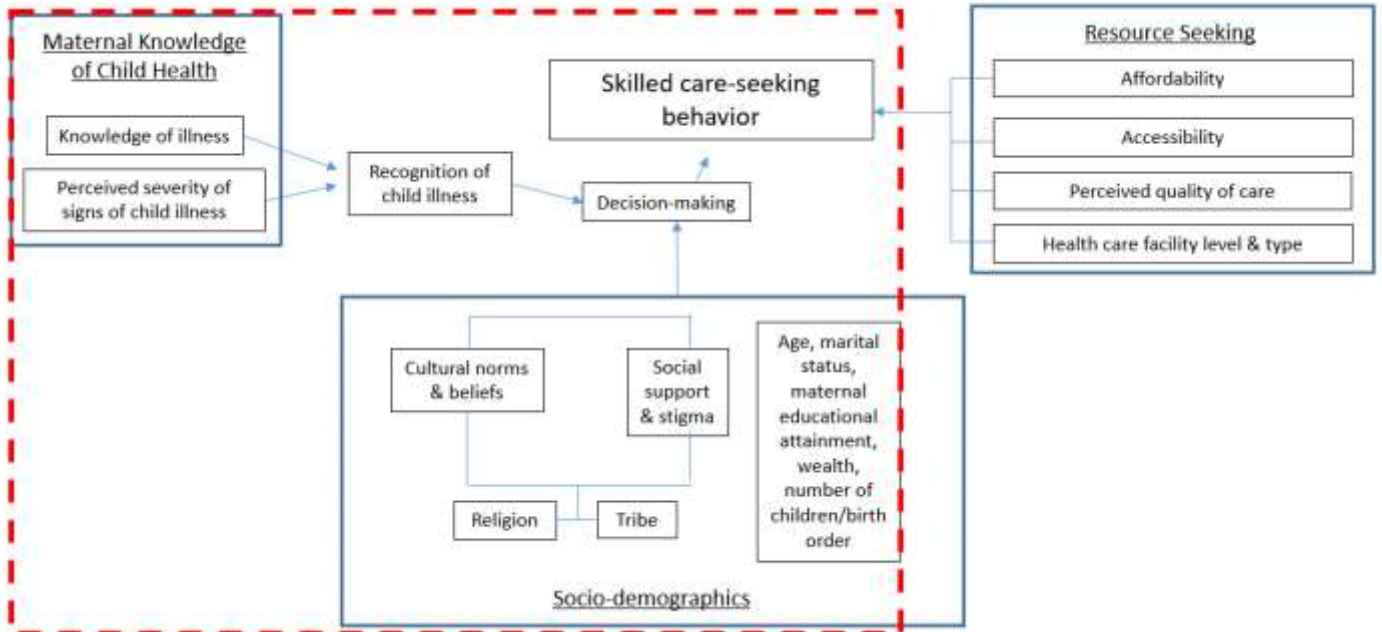 Maternal Knowledge
of Child Health
Knowledge of illness
Perceived severity of
signs of child illness
Recognition of
child illness
Skilled care-seeking
behavior
Decision-making
Resource Seeking
Affordability
Accessibility
Perceived quality of care
Health care facility level & type
Cultural norms
& beliefs
Social
support
& stigma
Religion
Tribe
Age, marital
status,
maternal
educational
attainment,
wealth,
number of
children/birth
order
Socio-demographics